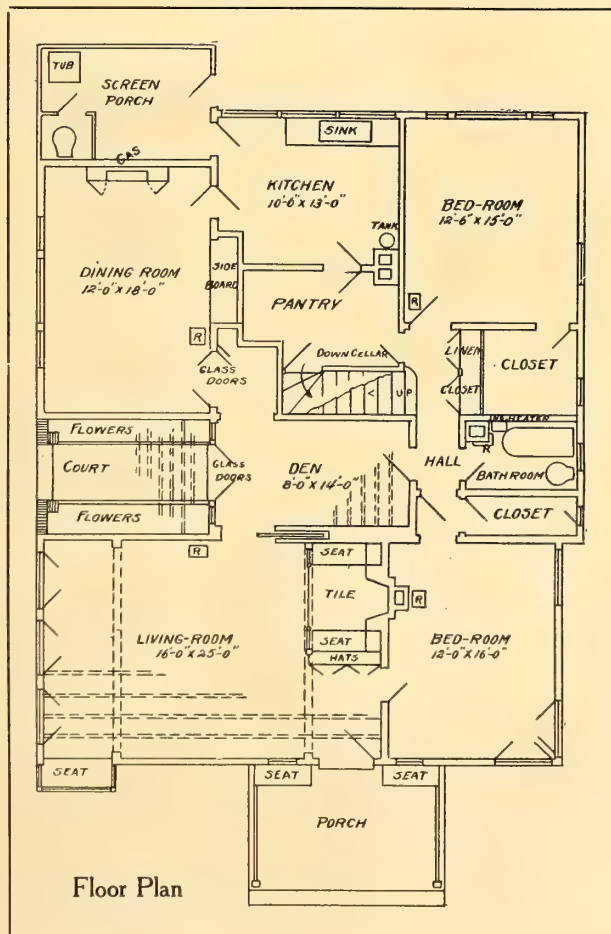 TUB
SCREEN
PORCH
GAS
SINK
KITCHEN
10'-6" X 13'-0"
BED-ROOM
12'-6" X 15'-0"
TANK
DINING ROOM
12'-0" X 18'-0"
SIDE
BOARD
PANTRY
R
R
GLASS
DOORS
DOWN CELLAR
UP
LINEN
CLOSET
CLOSET
FLOWERS
COURT
FLOWERS
GLASS
DOORS
DEN
8'-0" X 14'-0"
HALL
HEATER
R
BATH ROOM
CLOSET
R
SEAT
TILE
SEAT
HATS
R
LIVING-ROOM
16'-0" X 25'-0"
BED-ROOM
12'-0" X 16'-0"
SEAT
SEAT
SEAT
PORCH
Floor Plan